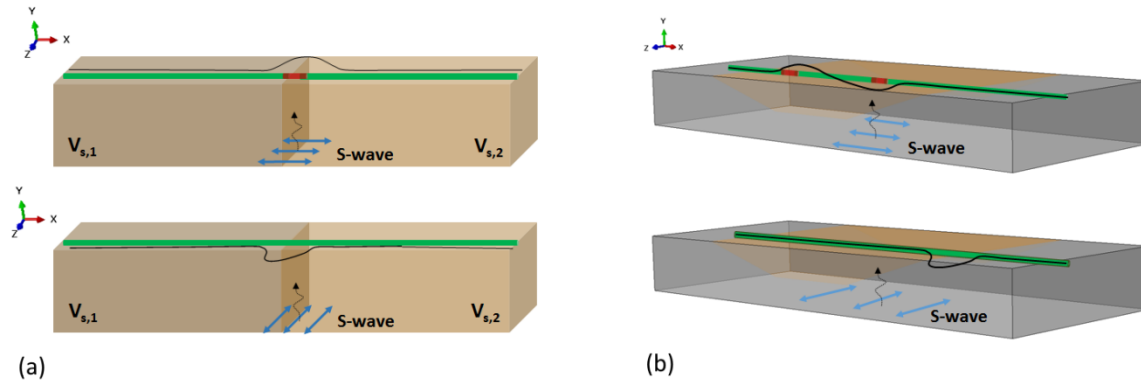 Y
X
Z
V_s,1
S-wave
V_s,2
Y
X
Z
V_s,1
S-wave
V_s,2
(a)
Y
Z X
S-wave
Y
Z X
S-wave
(b)